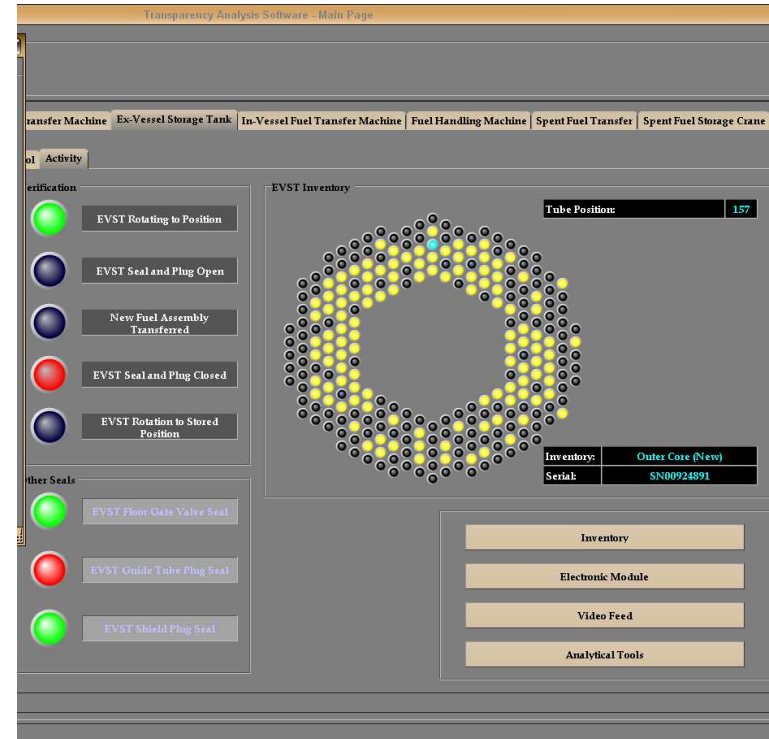 Transparency Analysis Software - Main Page
ransfer Machine Ex-Vessel Storage Tank In-Vessel Fuel Transfer Machine Fuel Handling Machine Spent Fuel Transfer Spent Fuel Storage Crane
ol Activity
erification
EVST Rotating to Position
EVST Seal and Plug Open
New Fuel Assembly
Transferred
EVST Seal and Plug Closed
EVST Rotation to Stored
Position
ther Seals
EVST Floor Gate Valve Seal
EVST Guide Tube Plug Seal
EVST Shield Plug Seal
EVST Inventory
Tube Position: 157
Inventory: Outer Core (New)
Serial: SN00924891
Inventory
Electronic Module
Video Feed
Analytical Tools